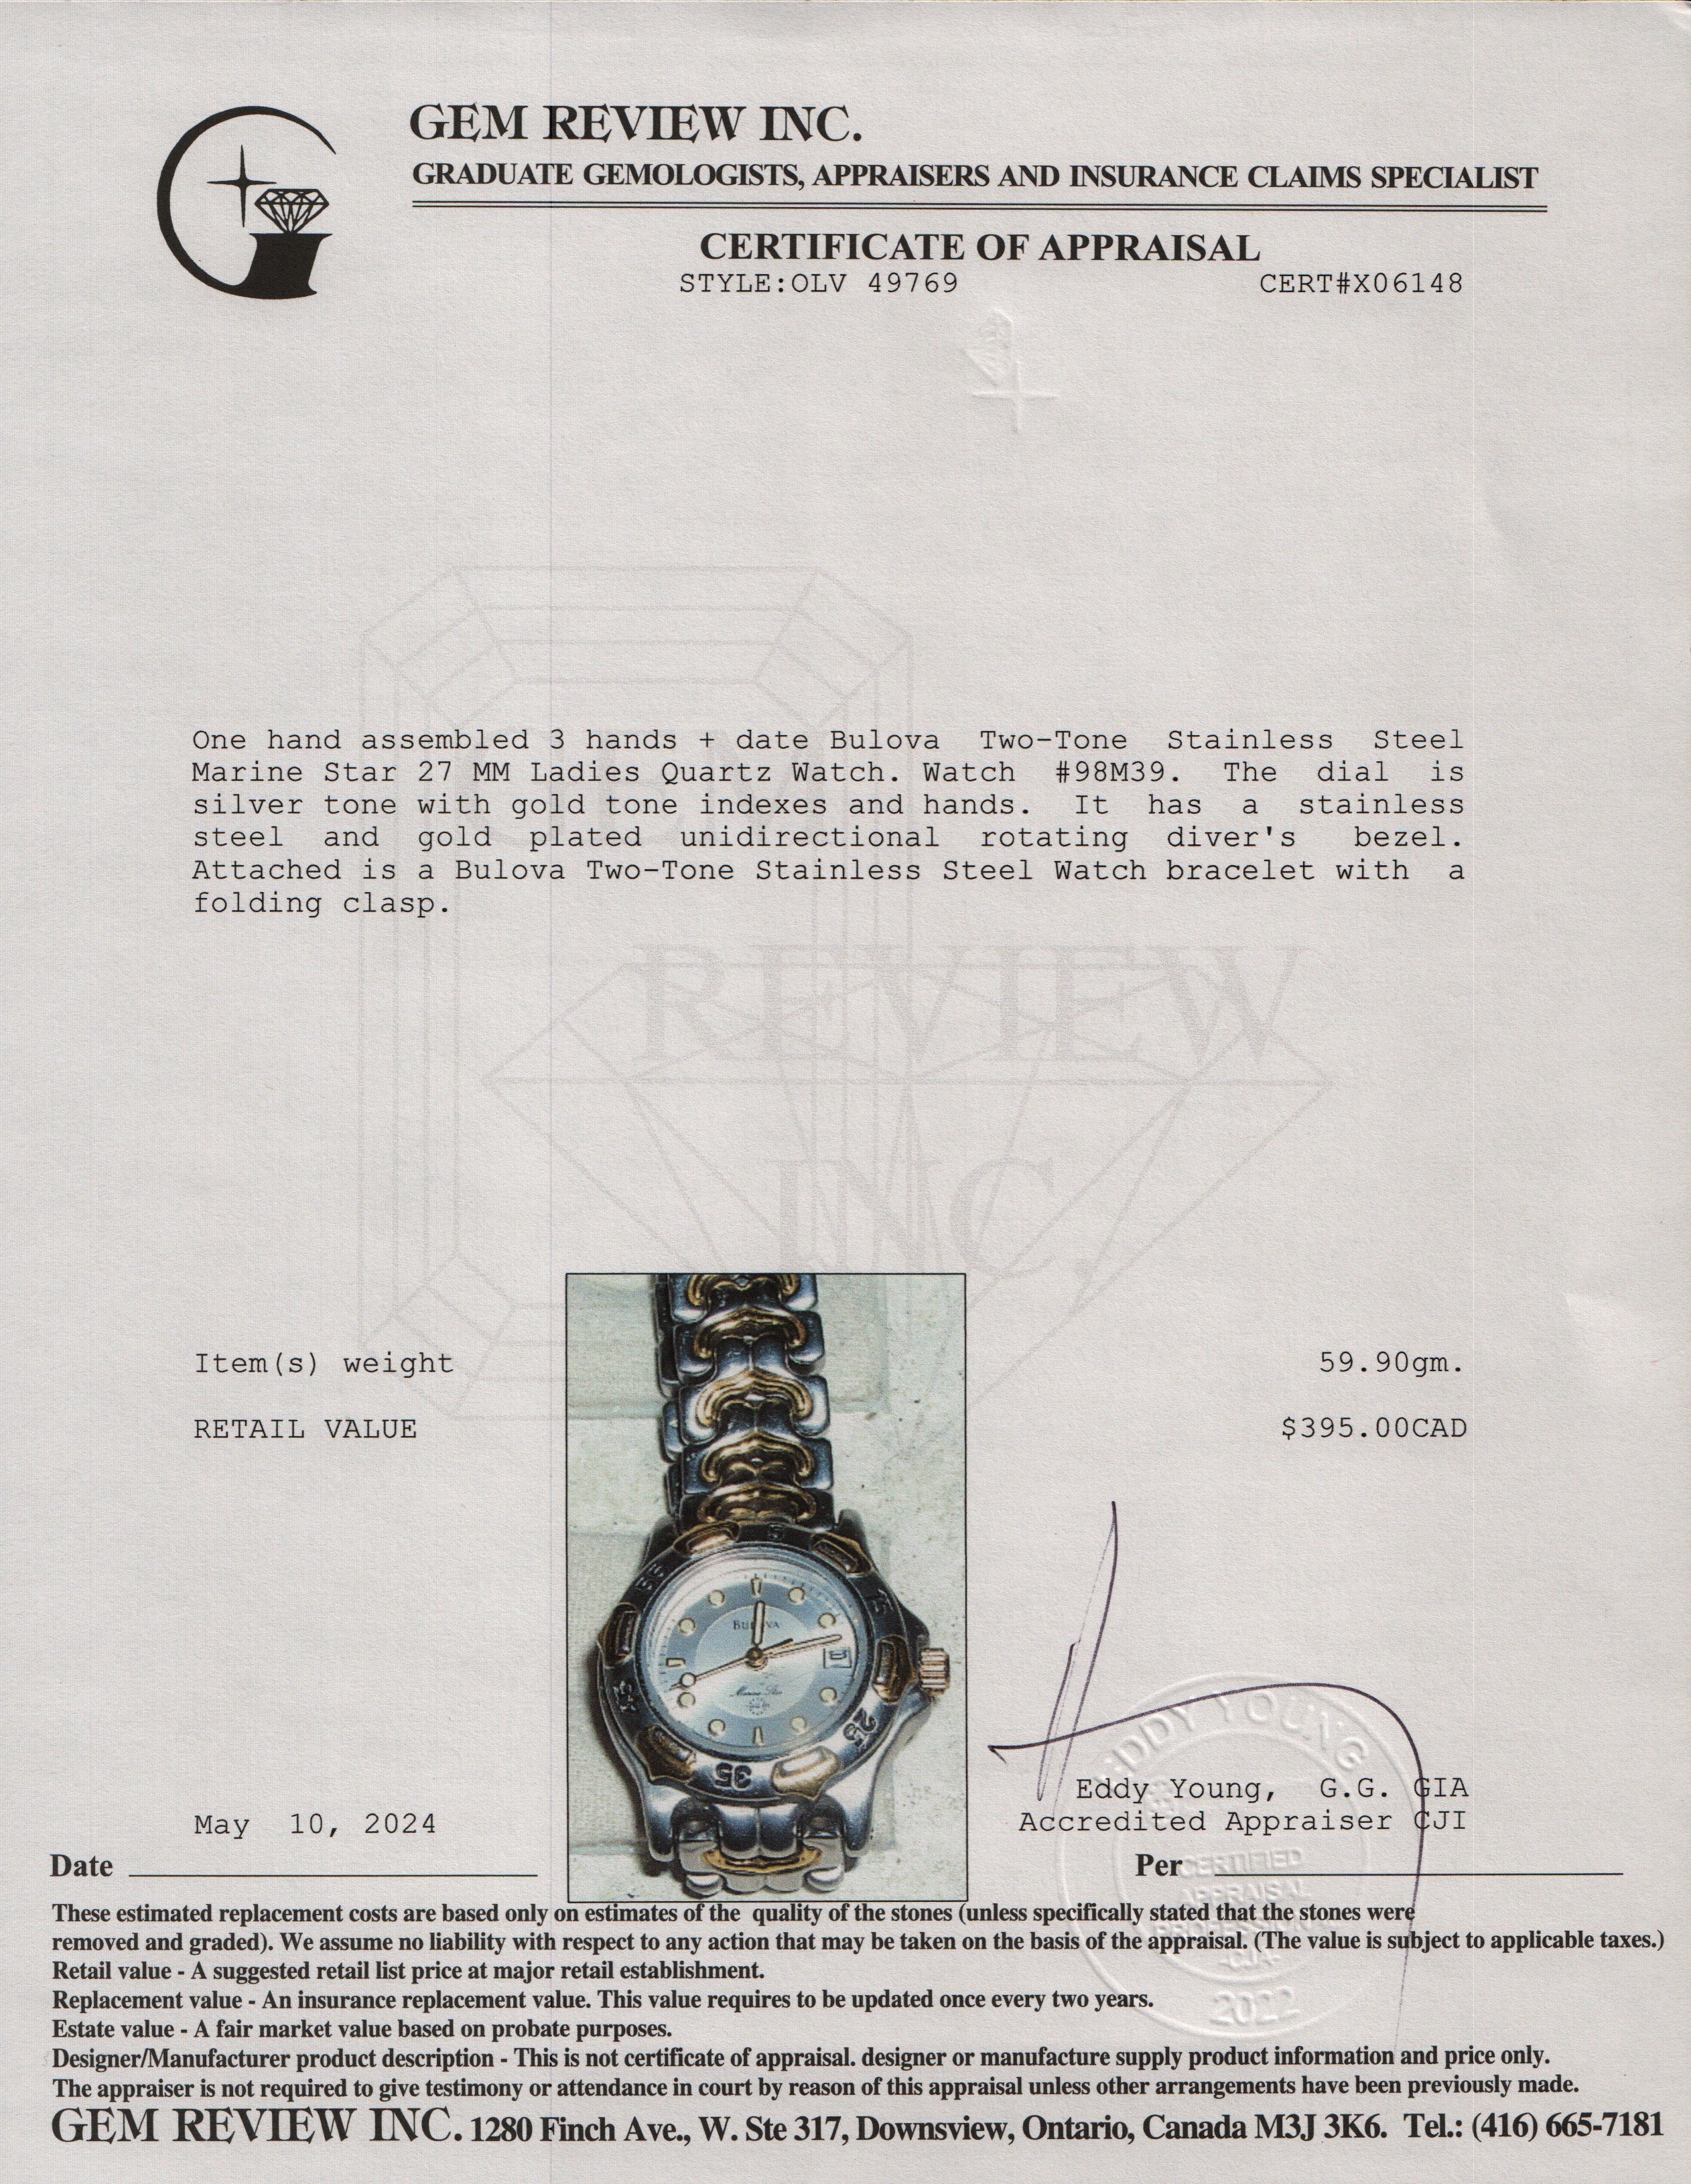 GEM REVIEW INC.
GRADUATE GEMOLOGISTS, APPRAISERS AND INSURANCE CLAIMS SPECIALIST
CERTIFICATE OF APPRAISAL
STYLE:OLV 49769 CERT#X06148
One hand assembled 3 hands + date Bulova Two-Tone Stainless Steel
Marine Star 27 MM Ladies Quartz Watch. Watch #98M39. The dial is
silver tone with gold tone indexes and hands. It has a stainless
steel and gold plated unidirectional rotating diver's bezel.
Attached is a Bulova Two-Tone Stainless Steel Watch bracelet with a
folding clasp.
REVIEW
INC.
Item(s) weight 59.90gm.
RETAIL VALUE $395.00CAD
5
55
15
BULOVA
Marine Star
45
25
35
EDDY YOUNG
Eddy Young, G.G. GIA
May 10, 2024 Accredited Appraiser CJI
Date Per
CERTIFIED
APPRAISAL
PROFESSIONAL
-CJA-
2022
These estimated replacement costs are based only on estimates of the quality of the stones (unless specifically stated that the stones were
removed and graded). We assume no liability with respect to any action that may be taken on the basis of the appraisal. (The value is subject to applicable taxes.)
Retail value - A suggested retail list price at major retail establishment.
Replacement value - An insurance replacement value. This value requires to be updated once every two years.
Estate value - A fair market value based on probate purposes.
Designer/Manufacturer product description - This is not certificate of appraisal. designer or manufacture supply product information and price only.
The appraiser is not required to give testimony or attendance in court by reason of this appraisal unless other arrangements have been previously made.
GEM REVIEW INC. 1280 Finch Ave., W. Ste 317, Downsview, Ontario, Canada M3J 3K6. Tel.: (416) 665-7181